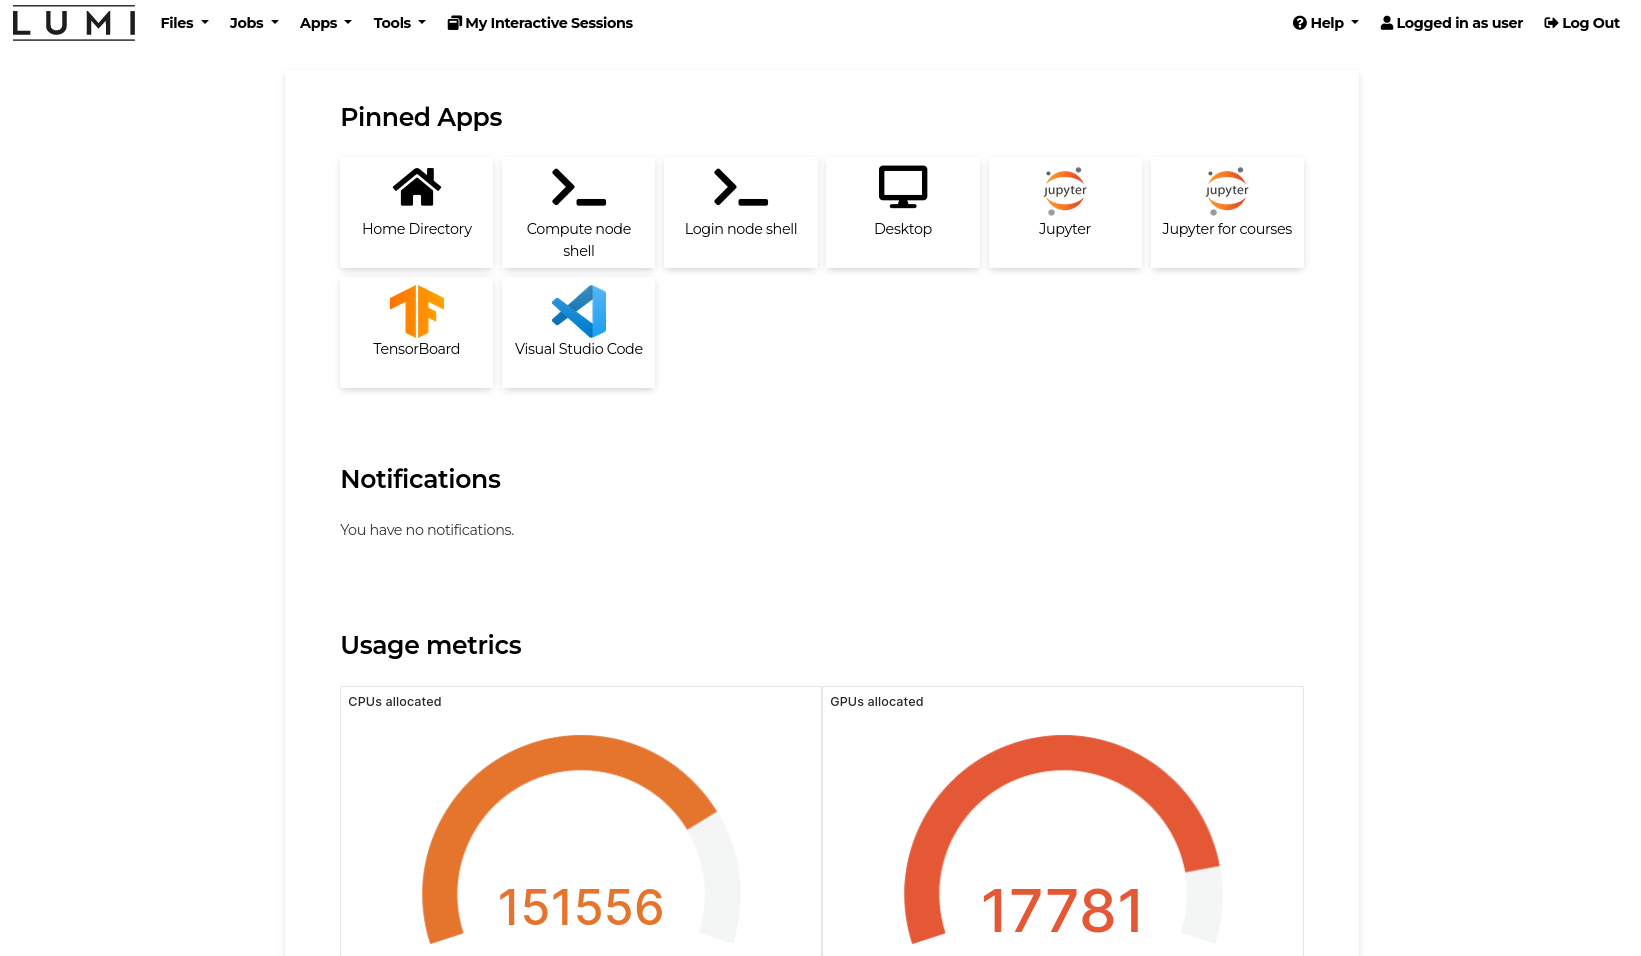 LUMI Files Jobs Apps Tools My Interactive Sessions Help Logged in as user Log Out
Pinned Apps
Home Directory
Compute node
shell
Login node shell
Desktop
jupyter
Jupyter
jupyter
Jupyter for courses
TensorBoard
Visual Studio Code
Notifications
You have no notifications.
Usage metrics
CPUs allocated
151556
GPUs allocated
17781